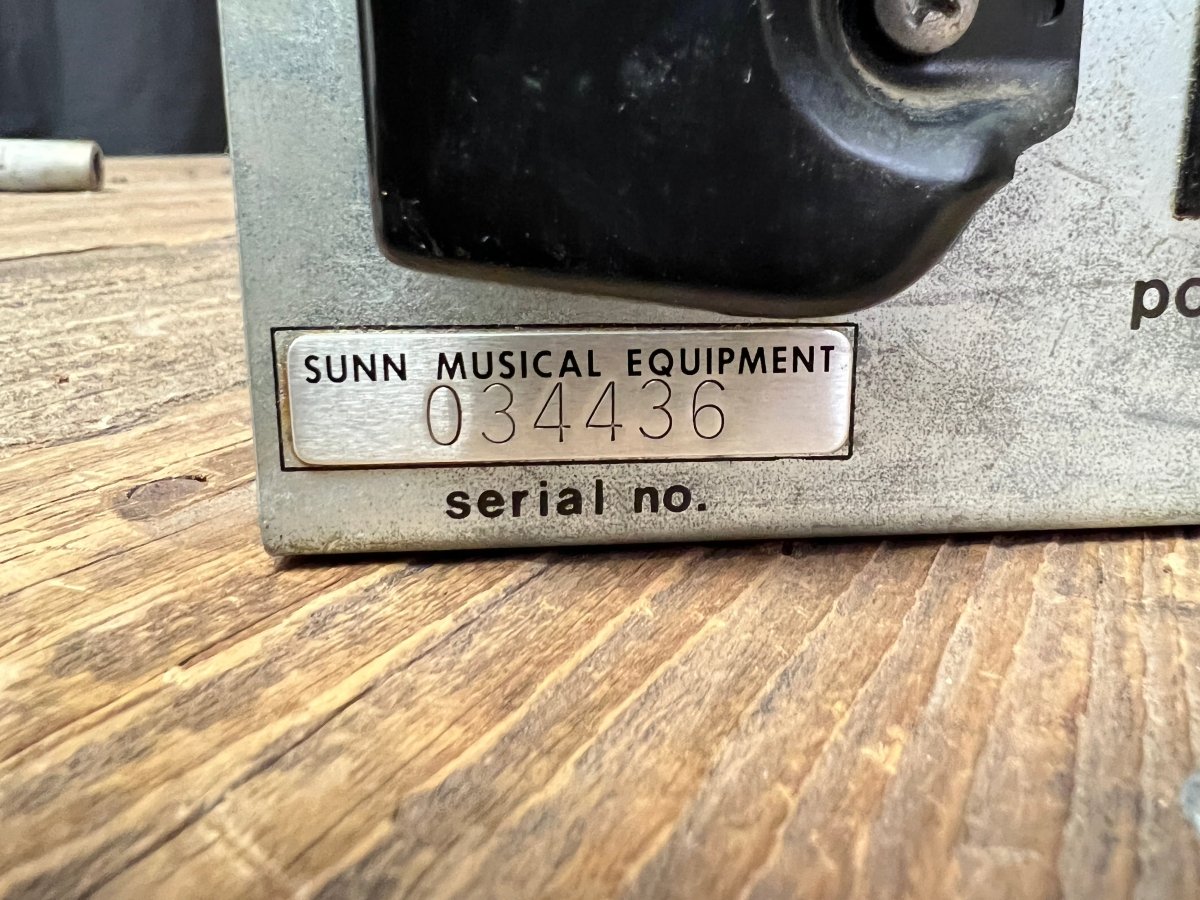 SUNN MUSICAL EQUIPMENT
034436
serial no.